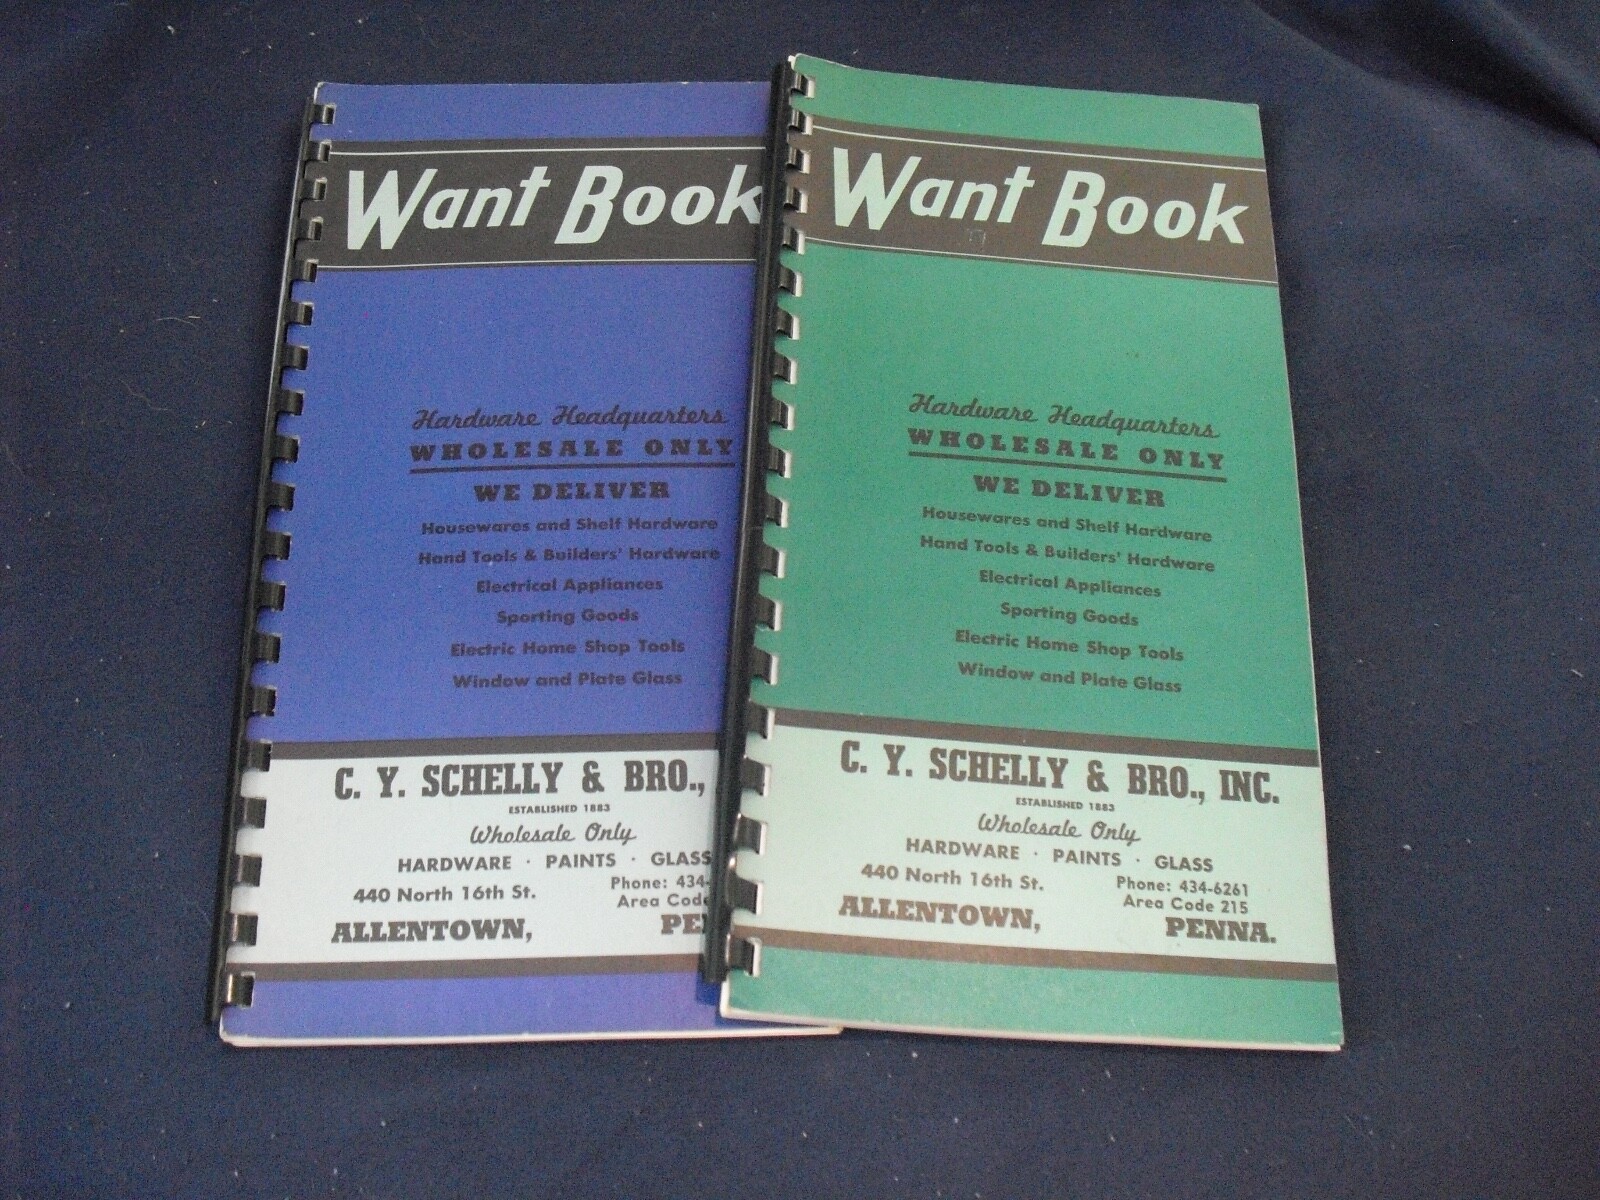 Want Book
Hardware Headquarters
WHOLESALE ONLY
WE DELIVER
Housewares and Shelf Hardware
Hand Tools & Builders' Hardware
Electrical Appliances
Sporting Goods
Electric Home Shop Tools
Window and Plate Glass
C. Y. SCHELLY & BRO.,
ESTABLISHED 1883
Wholesale Only
HARDWARE · PAINTS · GLASS
440 North 16th St.
Phone: 434-
Area Code
ALLENTOWN,
Want Book
Hardware Headquarters
WHOLESALE ONLY
WE DELIVER
Housewares and Shelf Hardware
Hand Tools & Builders' Hardware
Electrical Appliances
Sporting Goods
Electric Home Shop Tools
Window and Plate Glass
C. Y. SCHELLY & BRO., INC.
ESTABLISHED 1883
Wholesale Only
HARDWARE · PAINTS · GLASS
440 North 16th St.
Phone: 434-6261
Area Code 215
ALLENTOWN, PENNA.